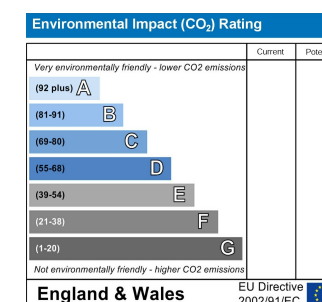 Environmental Impact (CO₂) Rating
Current
Very environmentally friendly - lower CO2 emissions
(92 plus) A
(81-91) B
(69-80) C
(55-68) D
(39-54) E
(21-38) F
(1-20) G
Not environmentally friendly - higher CO2 emissions
England & Wales
EU Directive
2002/91/EC